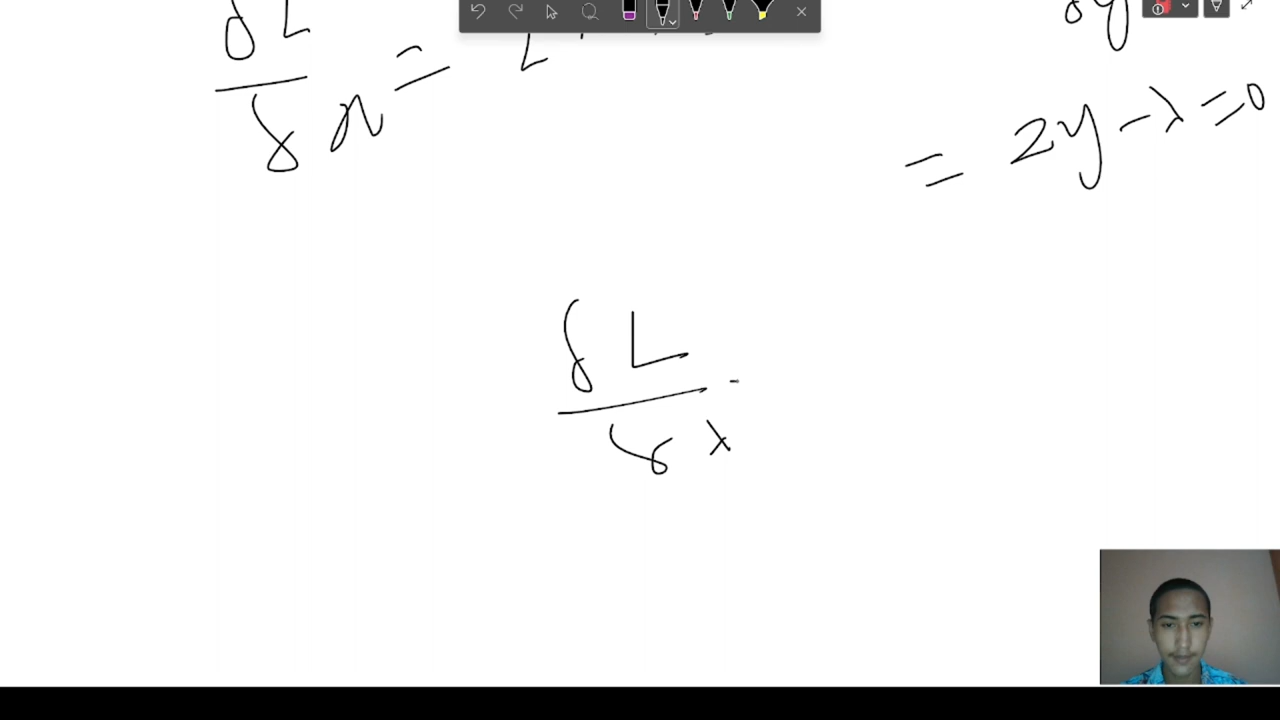 δL
δx =
= 2y - λ = 0
δL
δλ